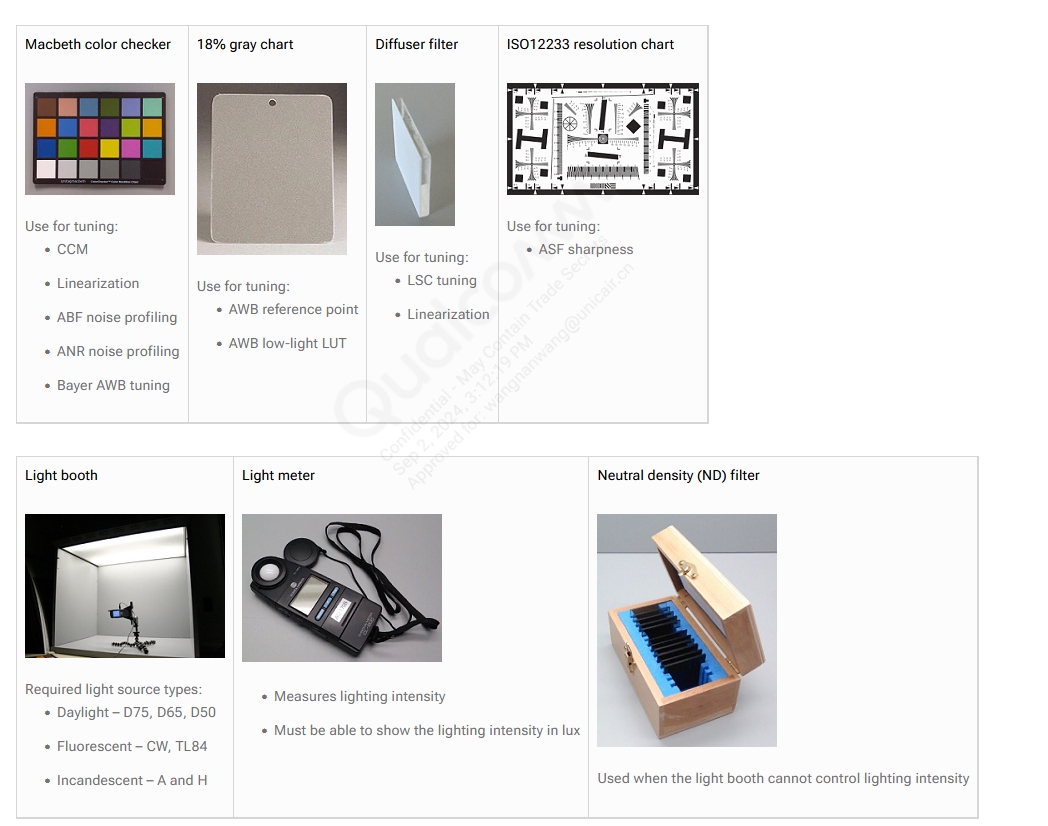 Macbeth color checker
18% gray chart
Diffuser filter
ISO12233 resolution chart
Use for tuning:
• CCM
• Linearization
• ABF noise profiling
• ANR noise profiling
• Bayer AWB tuning
Use for tuning:
• AWB reference point
• AWB low-light LUT
Use for tuning:
• LSC tuning
• Linearization
Use for tuning:
• ASF sharpness
Qualcomm
Confidential - May Contain Trade Secrets
Sep 2, 2024, 3:12:19 PM
Approved for: wangnanwang@unicair.cn
Light booth
Light meter
Neutral density (ND) filter
Required light source types:
• Daylight – D75, D65, D50
• Fluorescent – CW, TL84
• Incandescent – A and H
• Measures lighting intensity
• Must be able to show the lighting intensity in lux
Used when the light booth cannot control lighting intensity